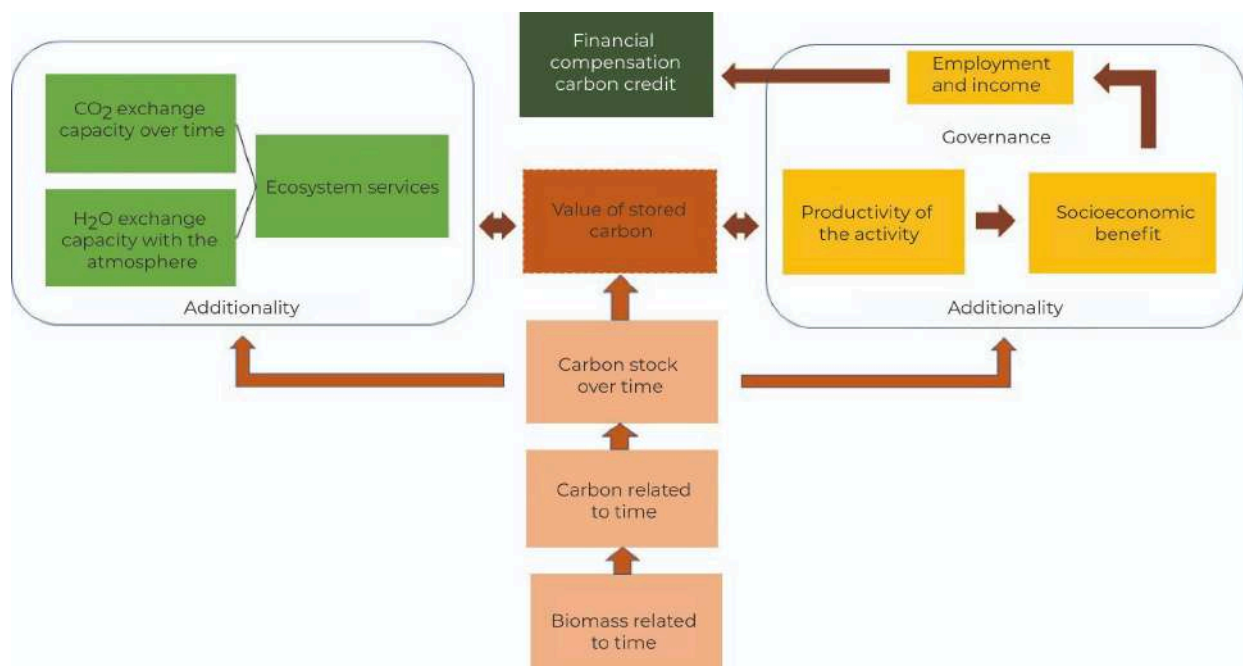 Financial
compensation
carbon credit
CO2 exchange
capacity over time
Ecosystem services
H2O exchange
capacity with the
atmosphere
Additionality
Value of stored
carbon
Employment
and income
Governance
Productivity of
the activity
Socioeconomic
benefit
Additionality
Carbon stock
over time
Carbon related
to time
Biomass related
to time